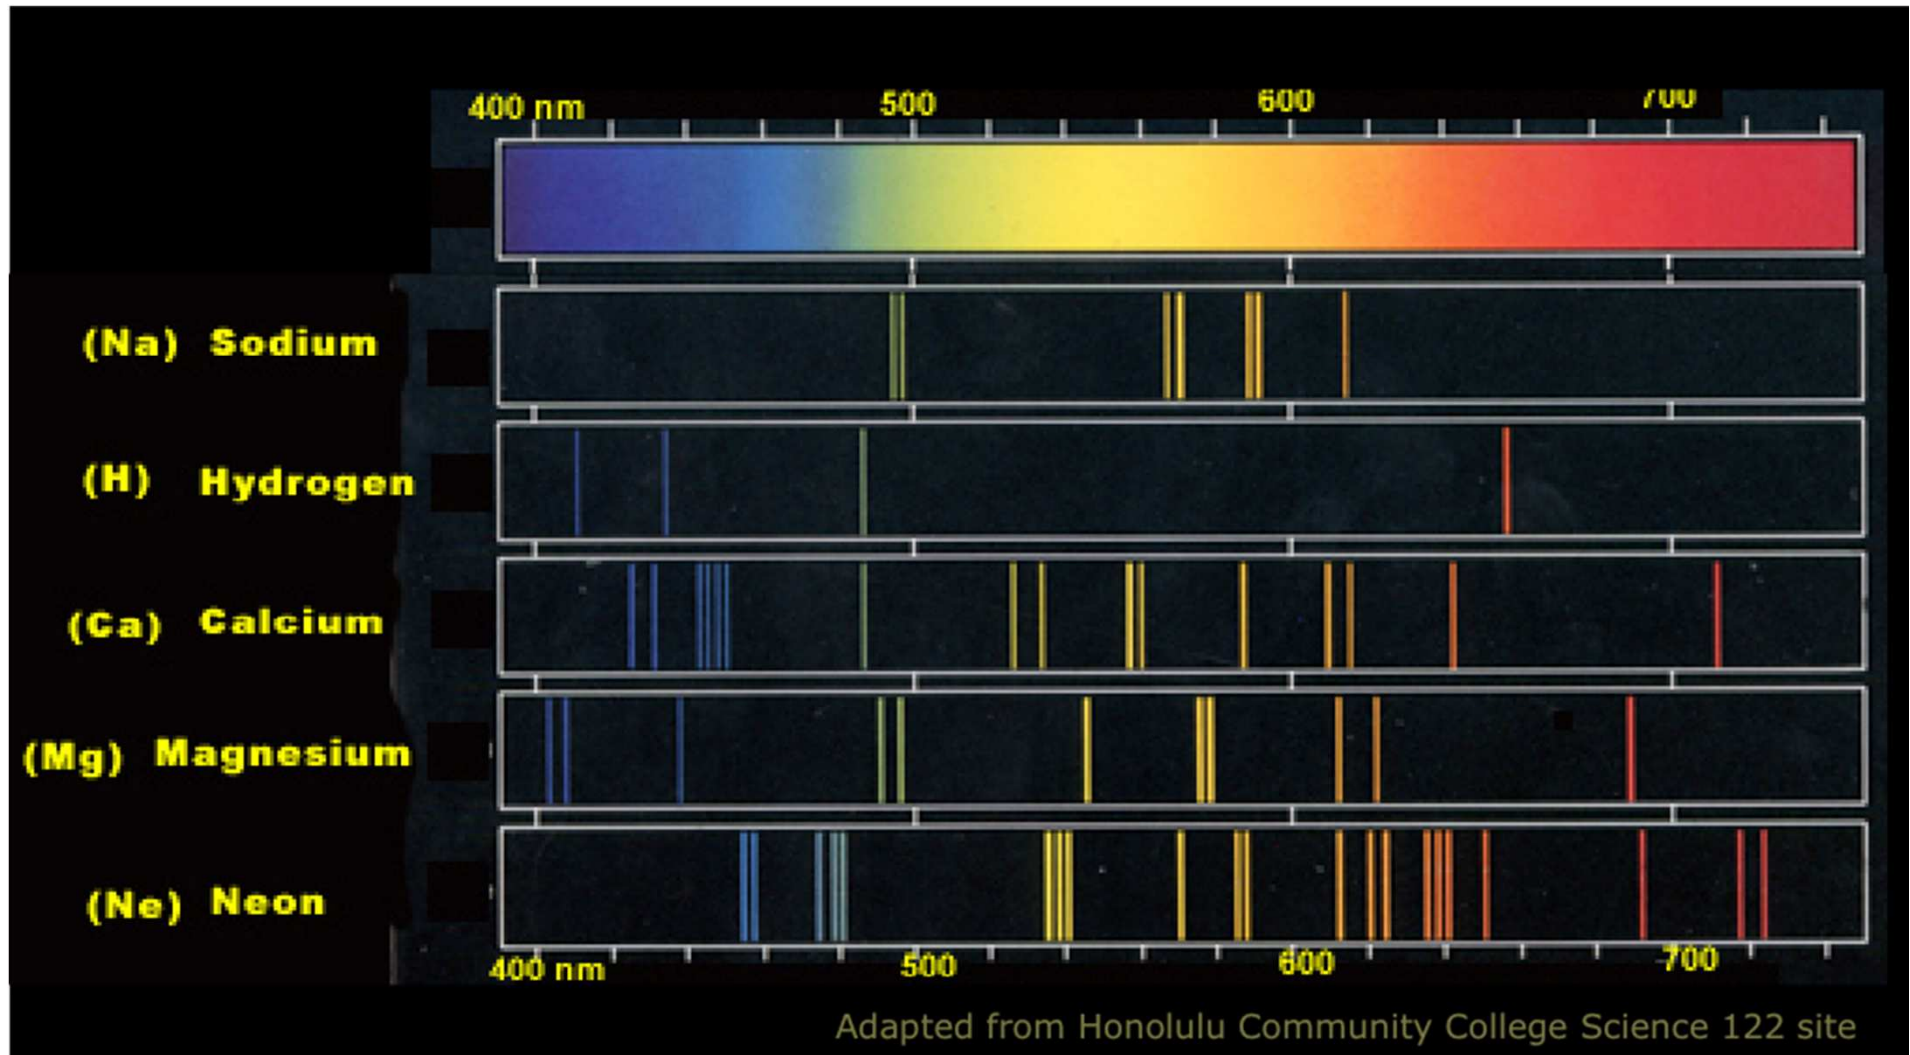 400 nm 500 600 700
(Na) Sodium
(H) Hydrogen
(Ca) Calcium
(Mg) Magnesium
(Ne) Neon
400 nm 500 600 700
Adapted from Honolulu Community College Science 122 site